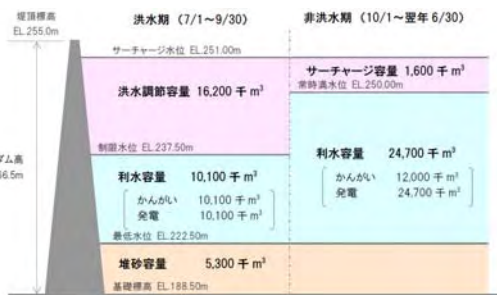 堤頂標高
EL.255.0m
洪水期 (7/1～9/30)
非洪水期 (10/1～翌年 6/30)
サーチャージ水位 EL.251.00m
サーチャージ容量 1,600 千 m³
常時満水位 EL.250.00m
洪水調節容量 16,200 千 m³
制限水位 EL.237.50m
ダム高
66.5m
利水容量 10,100 千 m³
かんがい 10,100 千 m³
発電 10,100 千 m³
利水容量 24,700 千 m³
かんがい 12,000 千 m³
発電 24,700 千 m³
最低水位 EL.222.50m
堆砂容量 5,300 千 m³
基礎標高 EL.188.50m